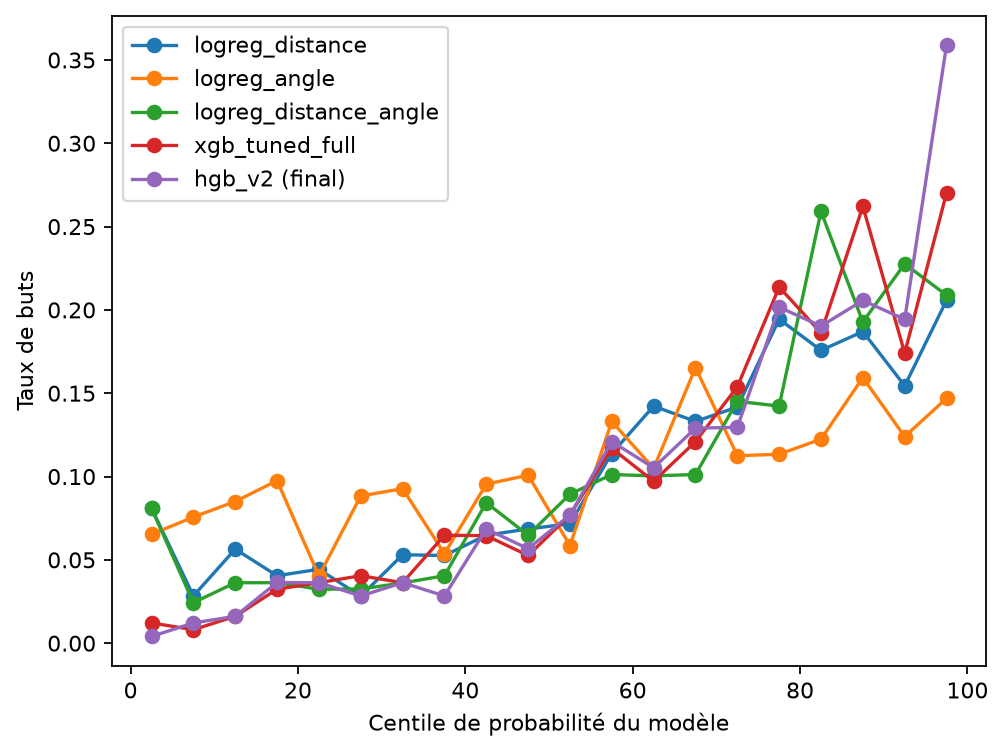 logreg_distance
logreg_angle
logreg_distance_angle
xgb_tuned_full
hgb_v2 (final)
0.35
0.30
0.25
0.20
0.15
0.10
0.05
0.00
Taux de buts
0 20 40 60 80 100
Centile de probabilité du modèle